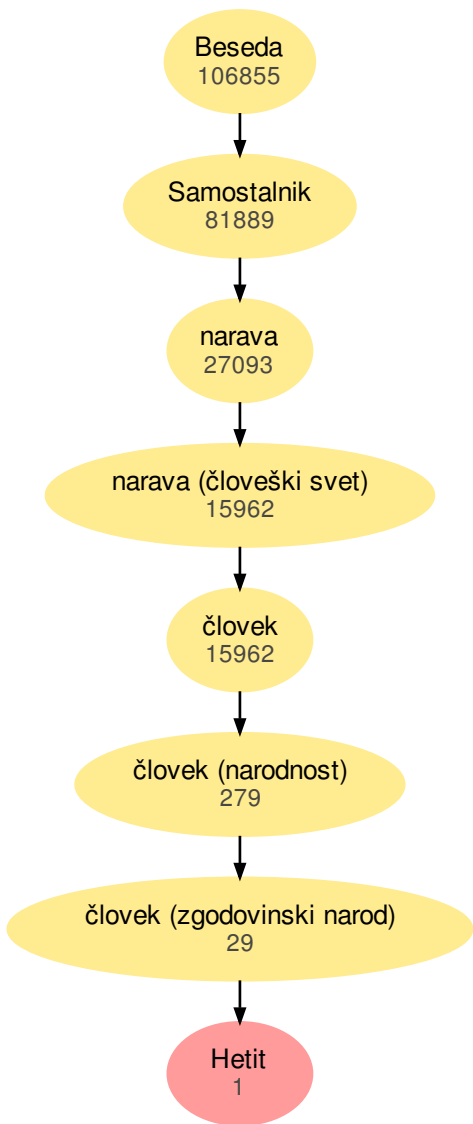 Beseda
106855
Samostalnik
81889
narava
27093
narava (človeški svet)
15962
človek
15962
človek (narodnost)
279
človek (zgodovinski narod)
29
Hetit
1